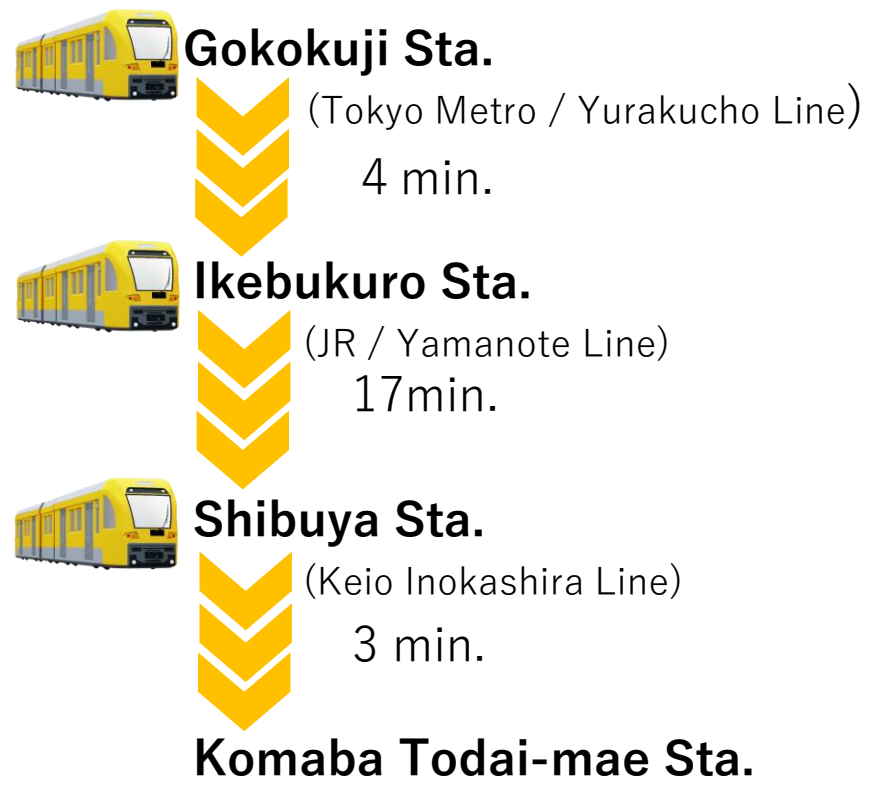 Gokokuji Sta.
(Tokyo Metro / Yurakucho Line)
4 min.
Ikebukuro Sta.
(JR / Yamanote Line)
17min.
Shibuya Sta.
(Keio Inokashira Line)
3 min.
Komaba Todai-mae Sta.